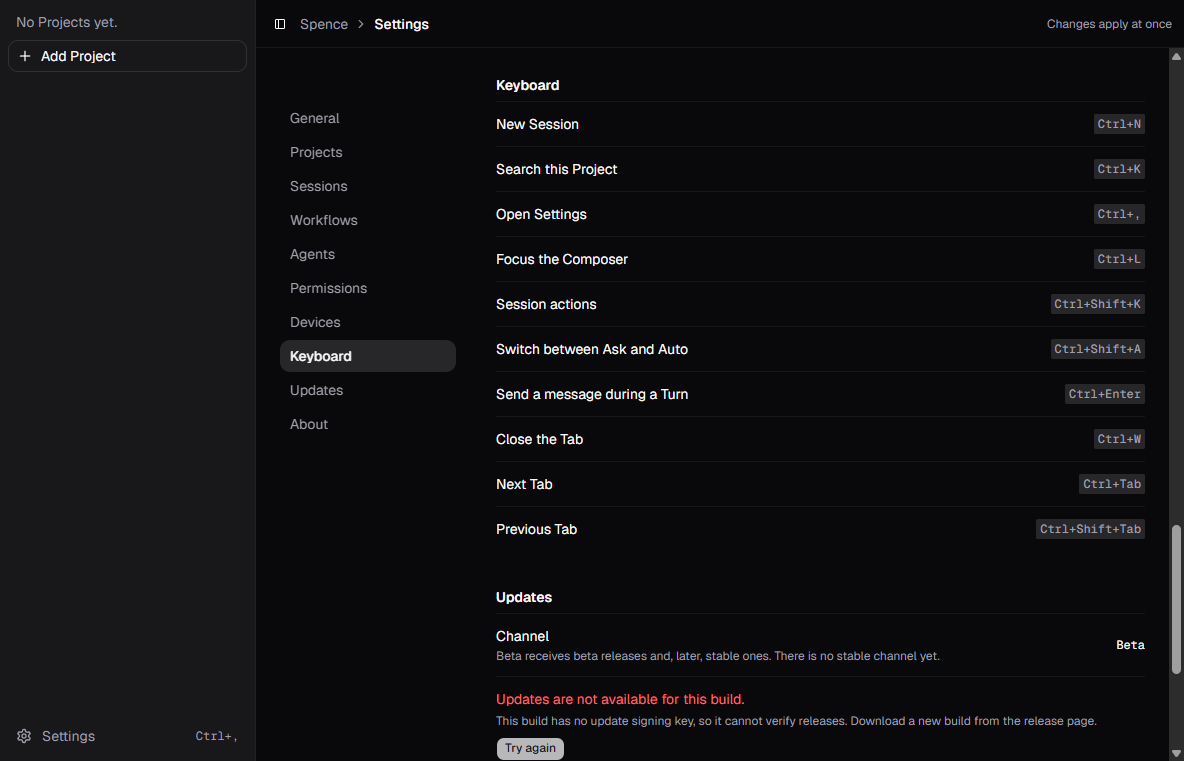 No Projects yet.
Add Project
Spence > Settings
Changes apply at once
General
Projects
Sessions
Workflows
Agents
Permissions
Devices
Keyboard
Updates
About
Keyboard
New Session Ctrl+N
Search this Project Ctrl+K
Open Settings Ctrl+,
Focus the Composer Ctrl+L
Session actions Ctrl+Shift+K
Switch between Ask and Auto Ctrl+Shift+A
Send a message during a Turn Ctrl+Enter
Close the Tab Ctrl+W
Next Tab Ctrl+Tab
Previous Tab Ctrl+Shift+Tab
Updates
Channel
Beta receives beta releases and, later, stable ones. There is no stable channel yet.
Beta
Updates are not available for this build.
This build has no update signing key, so it cannot verify releases. Download a new build from the release page.
Try again
Settings Ctrl+,